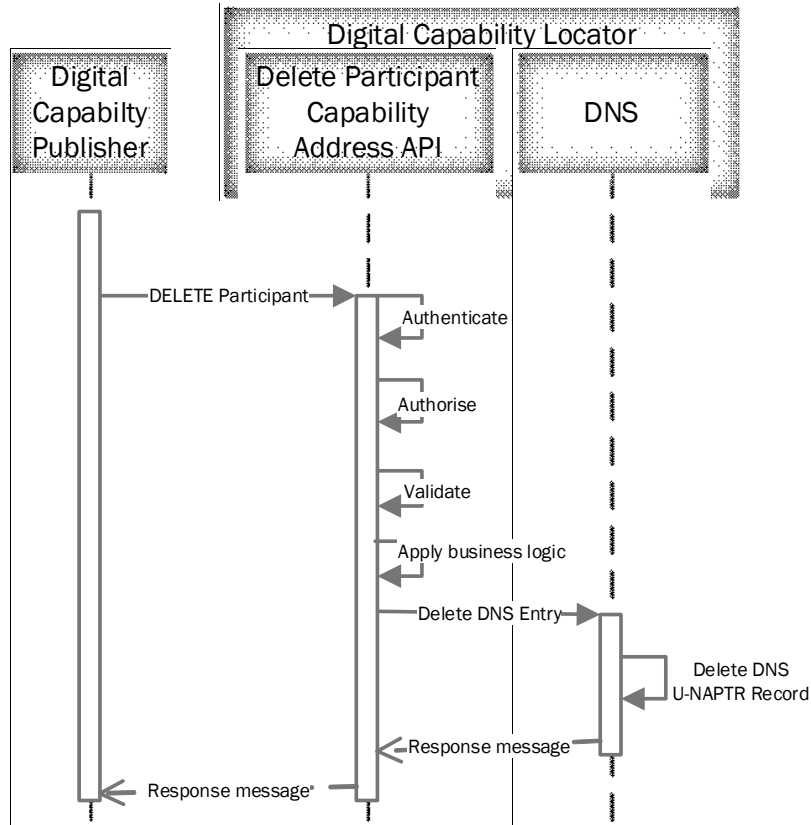 Digital Capability Locator
Digital
Capabilty
Publisher
Delete Participant
Capability
Address API
DNS
DELETE Participant
Authenticate
Authorise
Validate
Apply business logic
Delete DNS Entry
Delete DNS
U-NAPTR Record
Response message
Response message